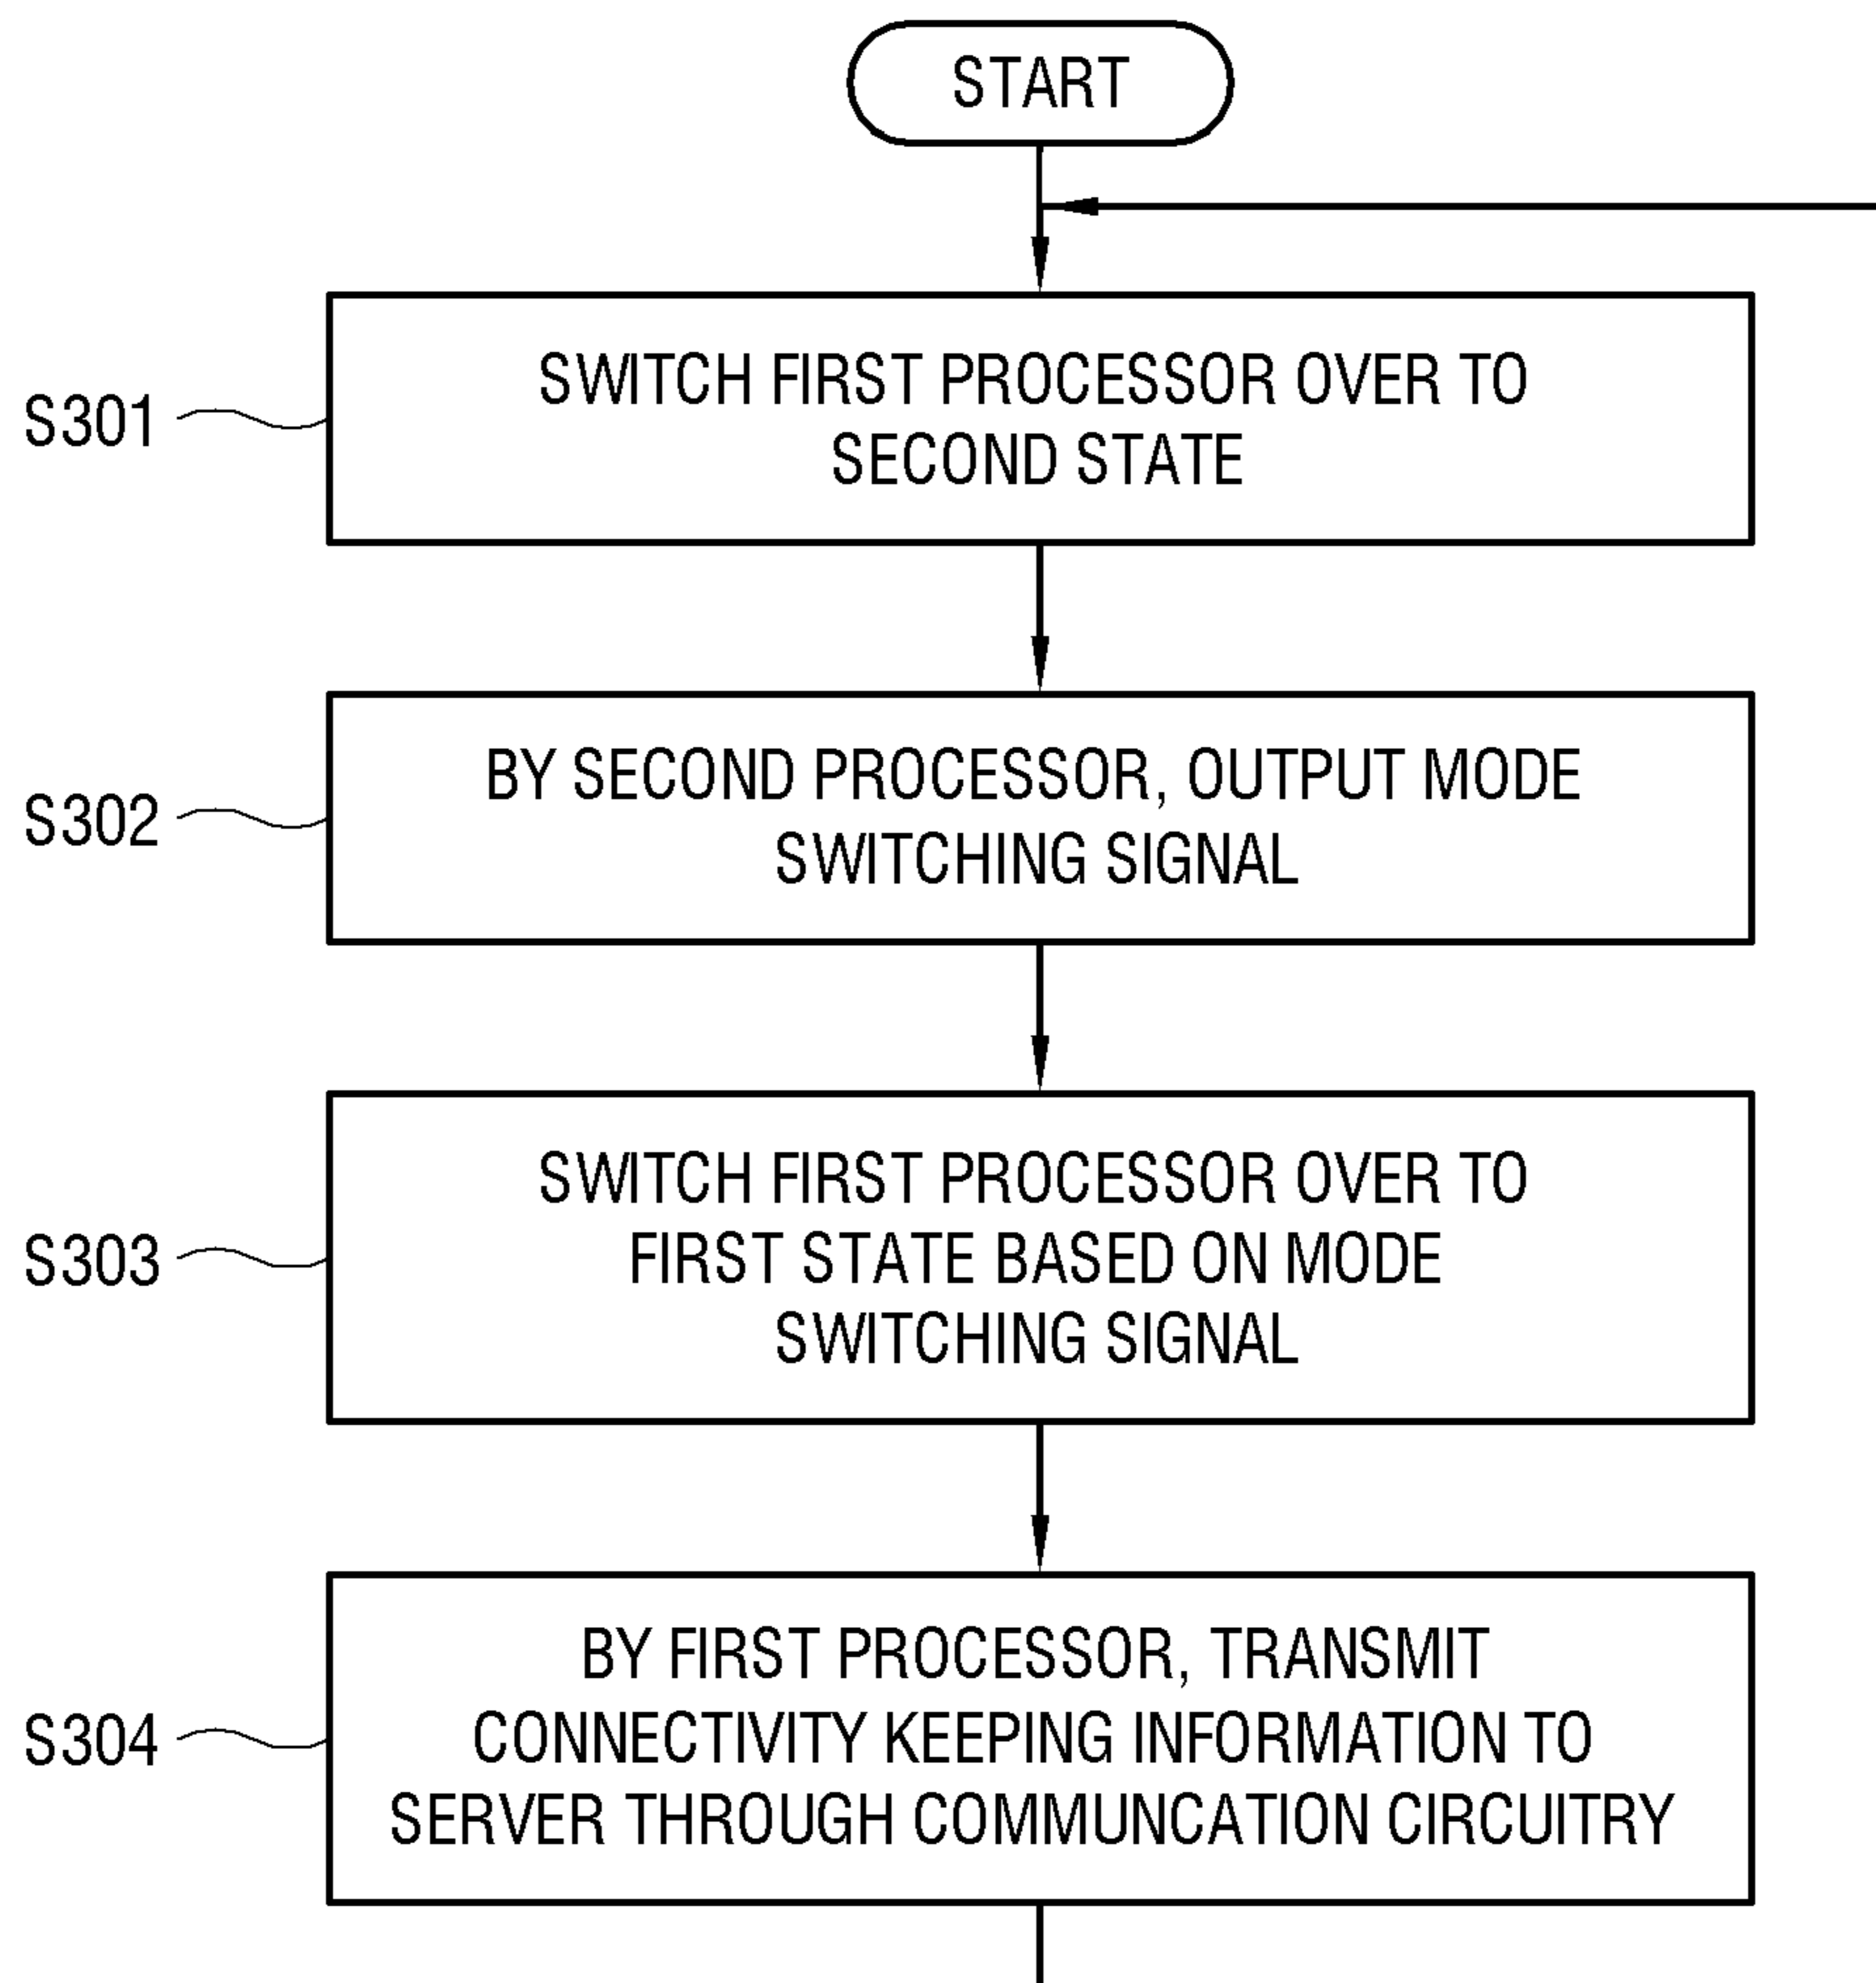 START
S301
SWITCH FIRST PROCESSOR OVER TO
SECOND STATE
S302
BY SECOND PROCESSOR, OUTPUT MODE
SWITCHING SIGNAL
S303
SWITCH FIRST PROCESSOR OVER TO
FIRST STATE BASED ON MODE
SWITCHING SIGNAL
S304
BY FIRST PROCESSOR, TRANSMIT
CONNECTIVITY KEEPING INFORMATION TO
SERVER THROUGH COMMUNCATION CIRCUITRY